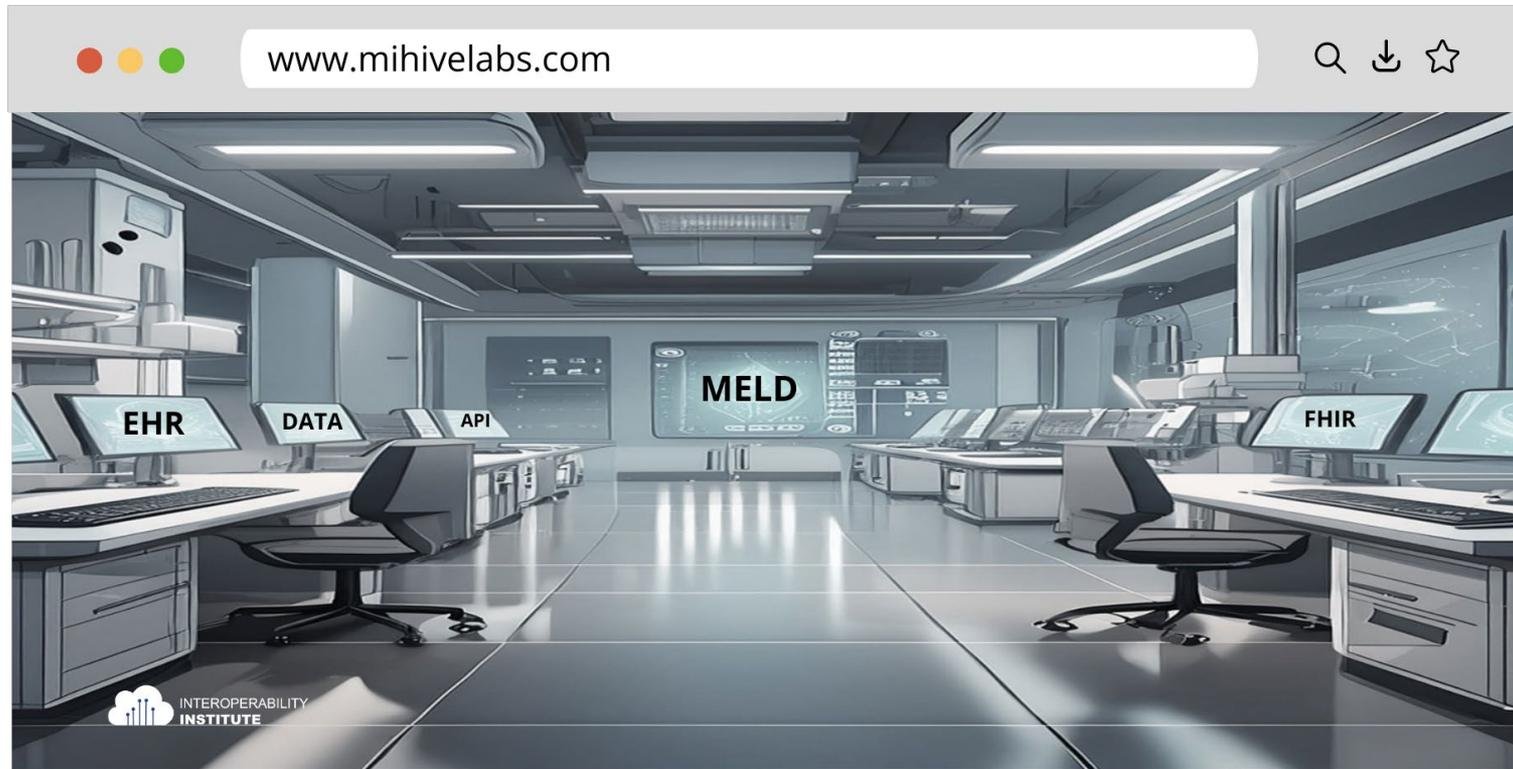 www.mihivelabs.com
MELD
EHR
DATA
API
FHIR
INTEROPERABILITY
INSTITUTE